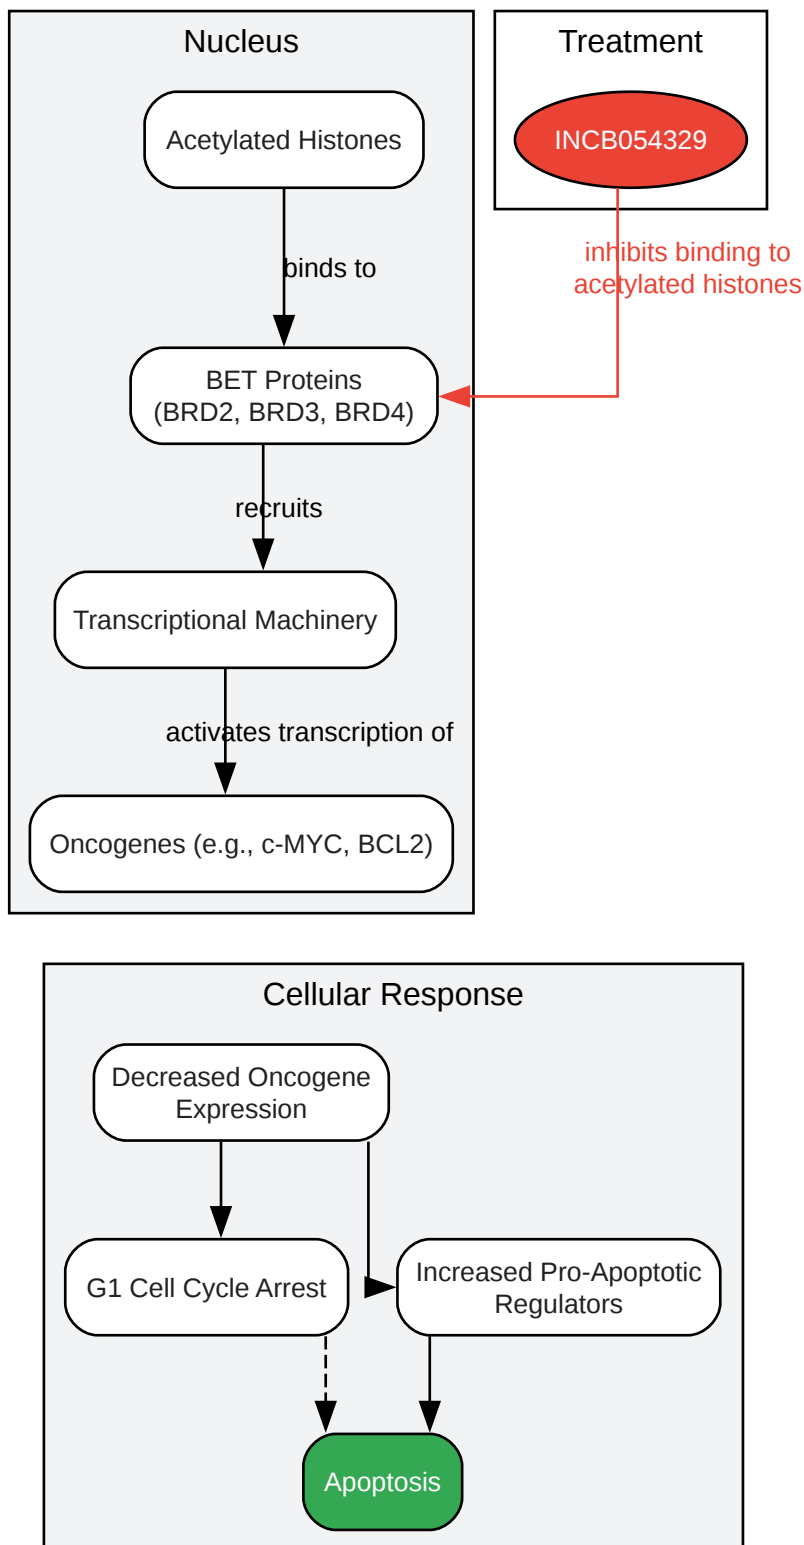 Nucleus
Treatment
Acetylated Histones
INCB054329
binds to
inhibits binding to
acetylated histones
BET Proteins
(BRD2, BRD3, BRD4)
recruits
Transcriptional Machinery
activates transcription of
Oncogenes (e.g., c-MYC, BCL2)
Cellular Response
Decreased Oncogene
Expression
G1 Cell Cycle Arrest
Increased Pro-Apoptotic
Regulators
Apoptosis